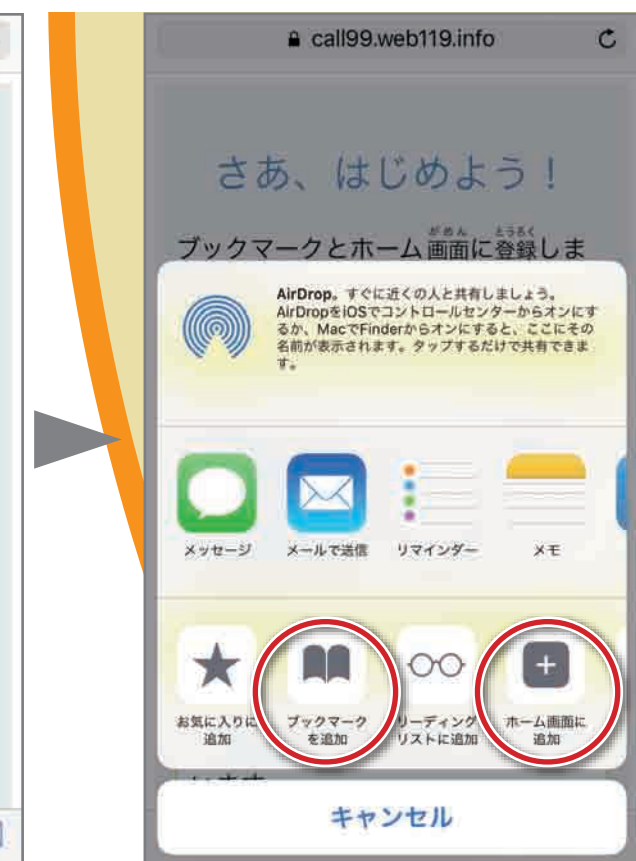 call99.web119.info
さあ、はじめよう！
がめん とうろく
ブックマークとホーム画面に登録しま
AirDrop。すぐに近くの人と共有しましょう。
AirDropをiOSでコントロールセンターからオンにす
るか、MacでFinderからオンにすると、ここにその
名前が表示されます。タップするだけで共有できま
す。
メッセージ メールで送信 リマインダー メモ
お気に入りに ブックマーク リーディング ホーム画面に
追加 を追加 リストに追加 追加
キャンセル